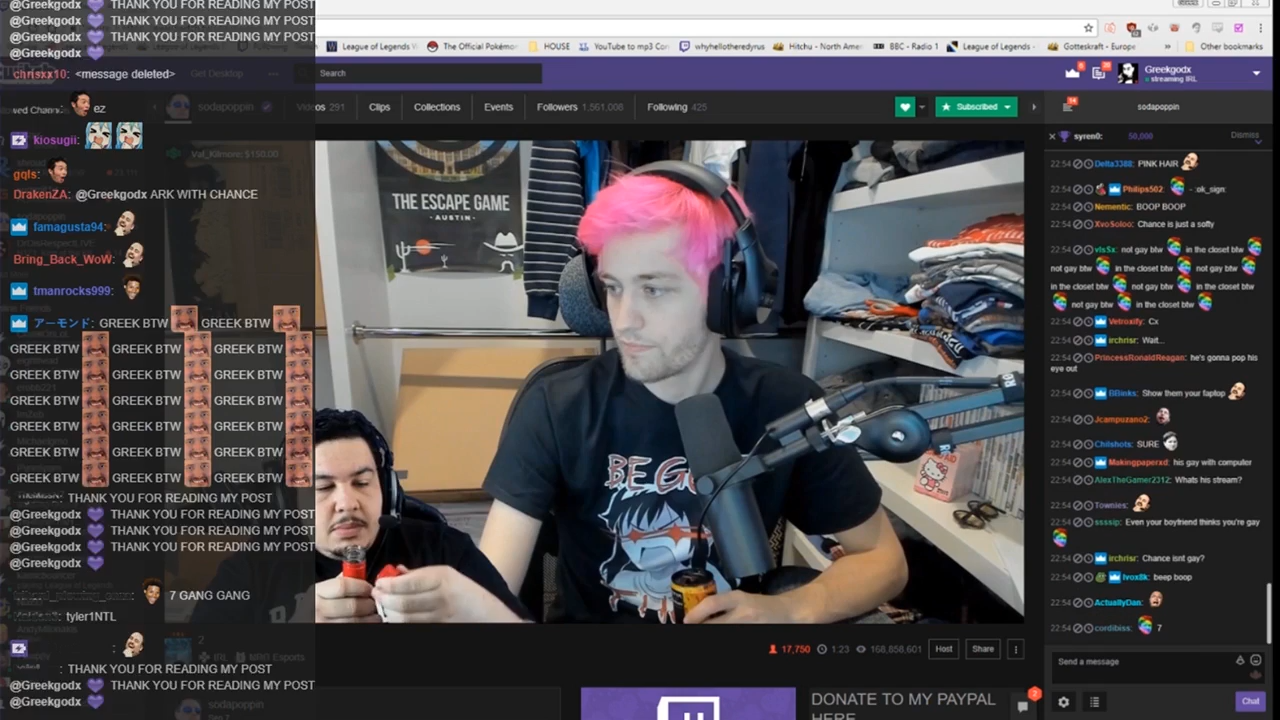 @Greekgodx THANK YOU FOR READING MY POST
@Greekgodx THANK YOU FOR READING MY POST
@Greekgodx THANK YOU FOR READING MY POST
@Greekgodx
chrisxx10: <message deleted>
ez
kiosugii:
gqfs:
DrakenZA: @Greekgodx ARK WITH CHANCE
famagusta94:
Bring_Back_WoW:
tmanrocks999:
アーモンド: GREEK BTW GREEK BTW
GREEK BTW GREEK BTW GREEK BTW
GREEK BTW GREEK BTW GREEK BTW
GREEK BTW GREEK BTW GREEK BTW
GREEK BTW GREEK BTW GREEK BTW
GREEK BTW GREEK BTW GREEK BTW
GREEK BTW GREEK BTW GREEK BTW
THANK YOU FOR READING MY POST
@Greekgodx THANK YOU FOR READING MY POST
@Greekgodx THANK YOU FOR READING MY POST
@Greekgodx THANK YOU FOR READING MY POST
@Greekgodx
7 GANG GANG
tyler1NTL
: THANK YOU FOR READING MY POST
@Greekgodx THANK YOU FOR READING MY POST
@Greekgodx
Get Desktop
sodapoppin
Val_Kilmore: $150.00
2
IRL MRG Esports
sodapoppin
League of Legends The Official Pokémon HOUSE YouTube to mp3 Con whyhellotheredyrus Hitchu - North Amer BBC - Radio 1 League of Legends - Gotteskraft - Europe » Other bookmarks
Search
Greekgodx
streaming IRL
Videos 291 Clips Collections Events Followers 1,561,008 Following 425
Subscribed
sodapoppin
THE ESCAPE GAME
· AUSTIN ·
BE G
17,750 1:23 168,858,601 Host Share
DONATE TO MY PAYPAL
HERE
syren0: 50,000 Dismiss
22:54 Delta3388: PINK HAIR
22:54 Philips502: - :ok_sign:
22:54 Nementic: BOOP BOOP
22:54 XvoSoloo: Chance is just a softy
22:54 vIsSx: not gay btw in the closet btw
not gay btw in the closet btw not gay btw
in the closet btw not gay btw in the closet btw
not gay btw in the closet btw
22:54 Vetroxify: Cx
22:54 irchrisr: Wait...
22:54 PrincessRonaldReagan: he's gonna pop his
eye out
22:54 BBinks: Show them your faptop
22:54 Jcampuzano2:
22:54 Chilshots: SURE
22:54 Makingpaperxd: his gay with computer
22:54 AlexTheGamer2312: Whats his stream?
22:54 Townies:
22:54 ssssip: Even your boyfriend thinks you're gay
22:54 irchrisr: Chance isnt gay?
22:54 Ivox8k: beep boop
22:54 ActuallyDan:
22:54 cordibiss: 7
Send a message
Chat